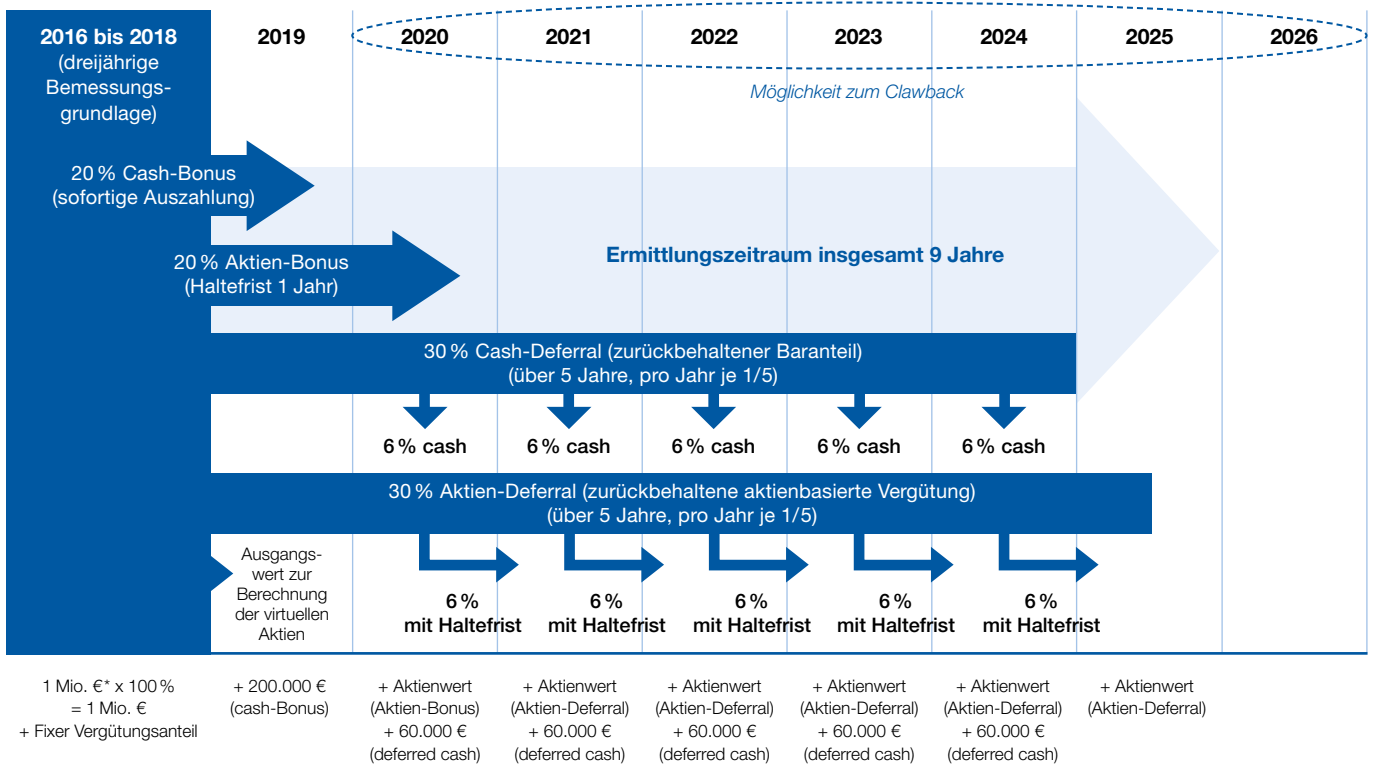 2016 bis 2018
(dreijährige
Bemessungs-
grundlage)
2019
2020
2021
2022
2023
2024
2025
2026
Möglichkeit zum Clawback
20 % Cash-Bonus
(sofortige Auszahlung)
20 % Aktien-Bonus
(Haltefrist 1 Jahr)
Ermittlungszeitraum insgesamt 9 Jahre
30 % Cash-Deferral (zurückbehaltener Baranteil)
(über 5 Jahre, pro Jahr je 1/5)
6 % cash
6 % cash
6 % cash
6 % cash
6 % cash
30 % Aktien-Deferral (zurückbehaltene aktienbasierte Vergütung)
(über 5 Jahre, pro Jahr je 1/5)
Ausgangs-
wert zur
Berechnung
der virtuellen
Aktien
6 %
mit Haltefrist
6 %
mit Haltefrist
6 %
mit Haltefrist
6 %
mit Haltefrist
6 %
mit Haltefrist
1 Mio. €* x 100 %
= 1 Mio. €
+ Fixer Vergütungsanteil
+ 200.000 €
(cash-Bonus)
+ Aktienwert
(Aktien-Bonus)
+ 60.000 €
(deferred cash)
+ Aktienwert
(Aktien-Deferral)
+ 60.000 €
(deferred cash)
+ Aktienwert
(Aktien-Deferral)
+ 60.000 €
(deferred cash)
+ Aktienwert
(Aktien-Deferral)
+ 60.000 €
(deferred cash)
+ Aktienwert
(Aktien-Deferral)
+ 60.000 €
(deferred cash)
+ Aktienwert
(Aktien-Deferral)